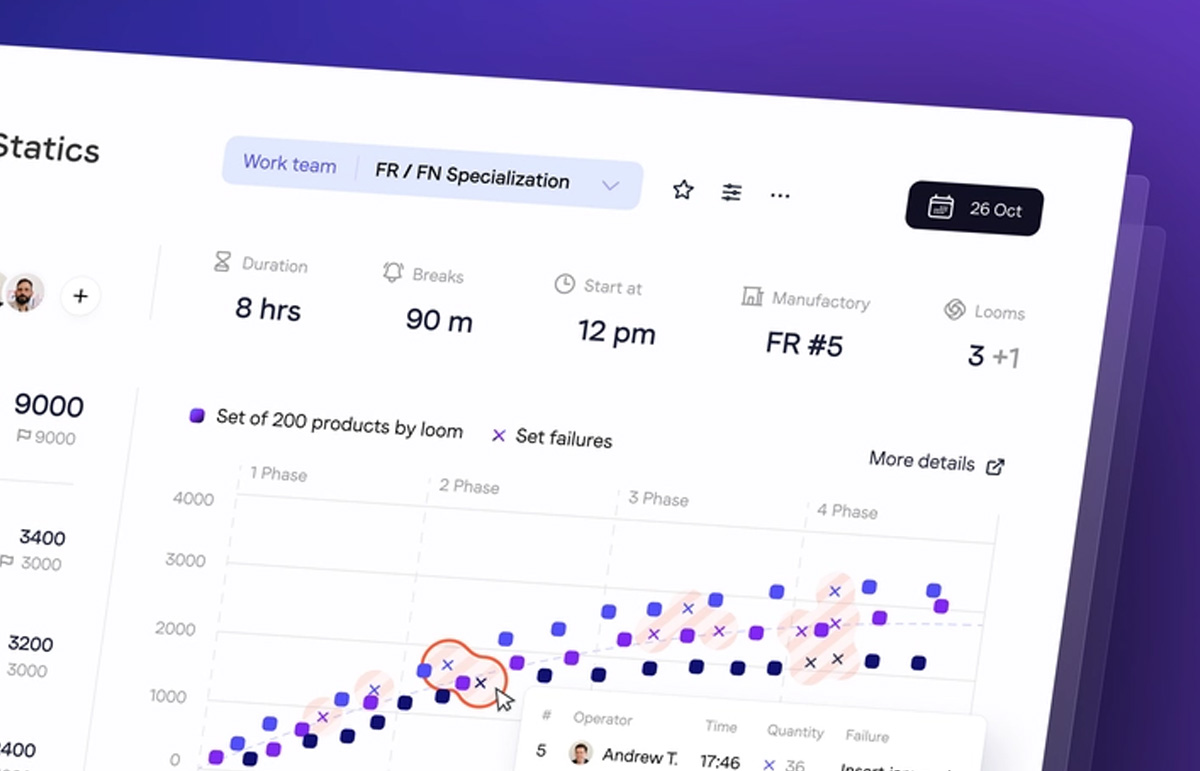 Statics
Work team FR / FN Specialization
26 Oct
Duration Breaks Start at Manufactory Looms
8 hrs 90 m 12 pm FR #5 3 +1
9000
9000
Set of 200 products by loom × Set failures
More details
1 Phase 2 Phase 3 Phase 4 Phase
4000
3000
2000
1000
0
3400
3000
3200
3000
# Operator Time Quantity Failure
5 Andrew T. 17:46 × 36